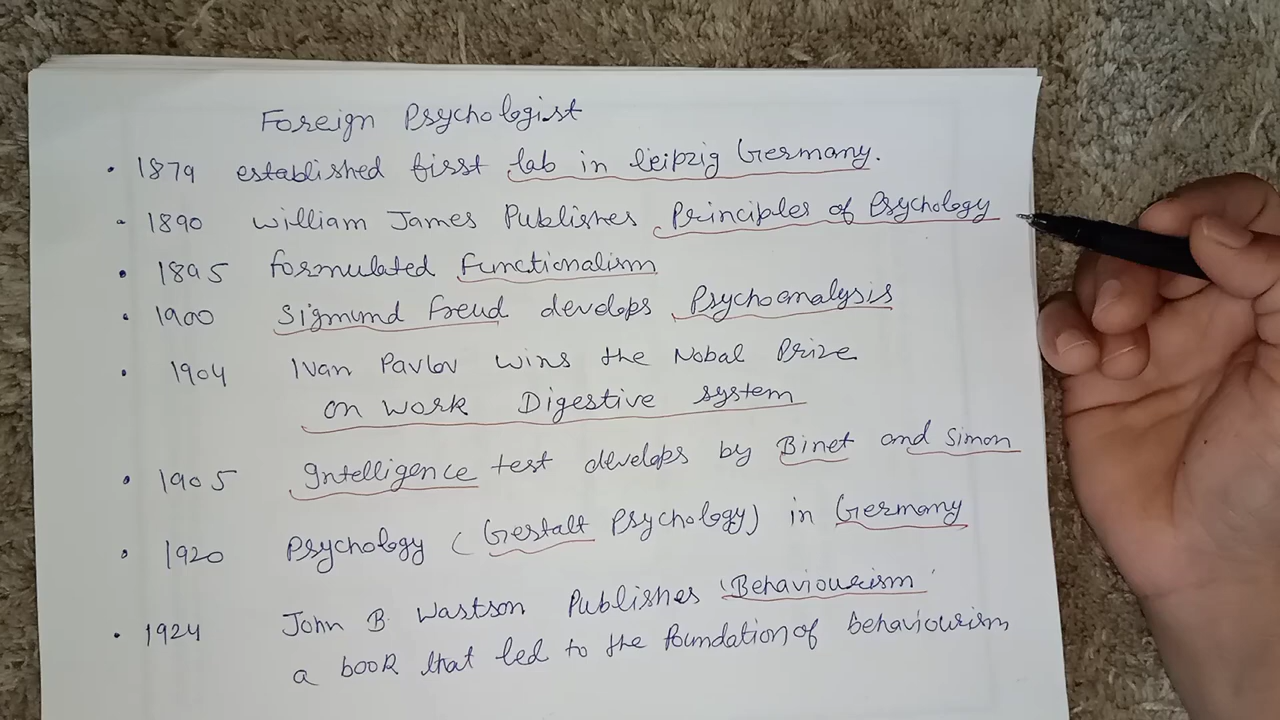 Foreign Psychologist
• 1879 established first lab in leipzig Germany.
• 1890 William James Publishes Principles of Psychology
• 1895 formulated Functionalism
• 1900 Sigmund Freud develops Psychoanalysis
• 1904 Ivan Pavlov wins the Nobal Prize
on work Digestive system
• 1905 Intelligence test develops by Binet and Simon
• 1920 Psychology (Gestalt Psychology) in Germany
• 1924 John B. Wastson Publishes 'Behaviourism'
a book that led to the foundation of behaviourism